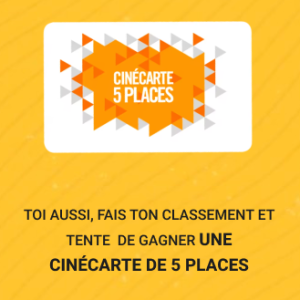 CINÉCARTE
5 PLACES
TOI AUSSI, FAIS TON CLASSEMENT ET
TENTE DE GAGNER UNE
CINÉCARTE DE 5 PLACES